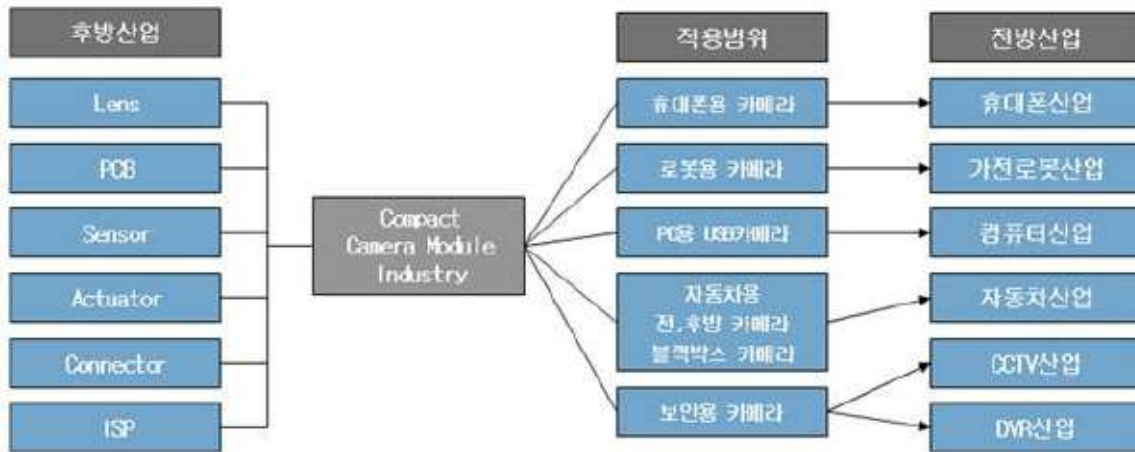 후방산업
Lens
PCB
Sensor
Actuator
Connector
ISP
Compact
Camera Module
Industry
적용범위
휴대폰용 카메라
로봇용 카메라
PC용 USB카메라
자동차용
전,후방 카메라
블랙박스 카메라
보안용 카메라
전방산업
휴대폰산업
가전로봇산업
컴퓨터산업
자동차산업
CCTV산업
DVR산업